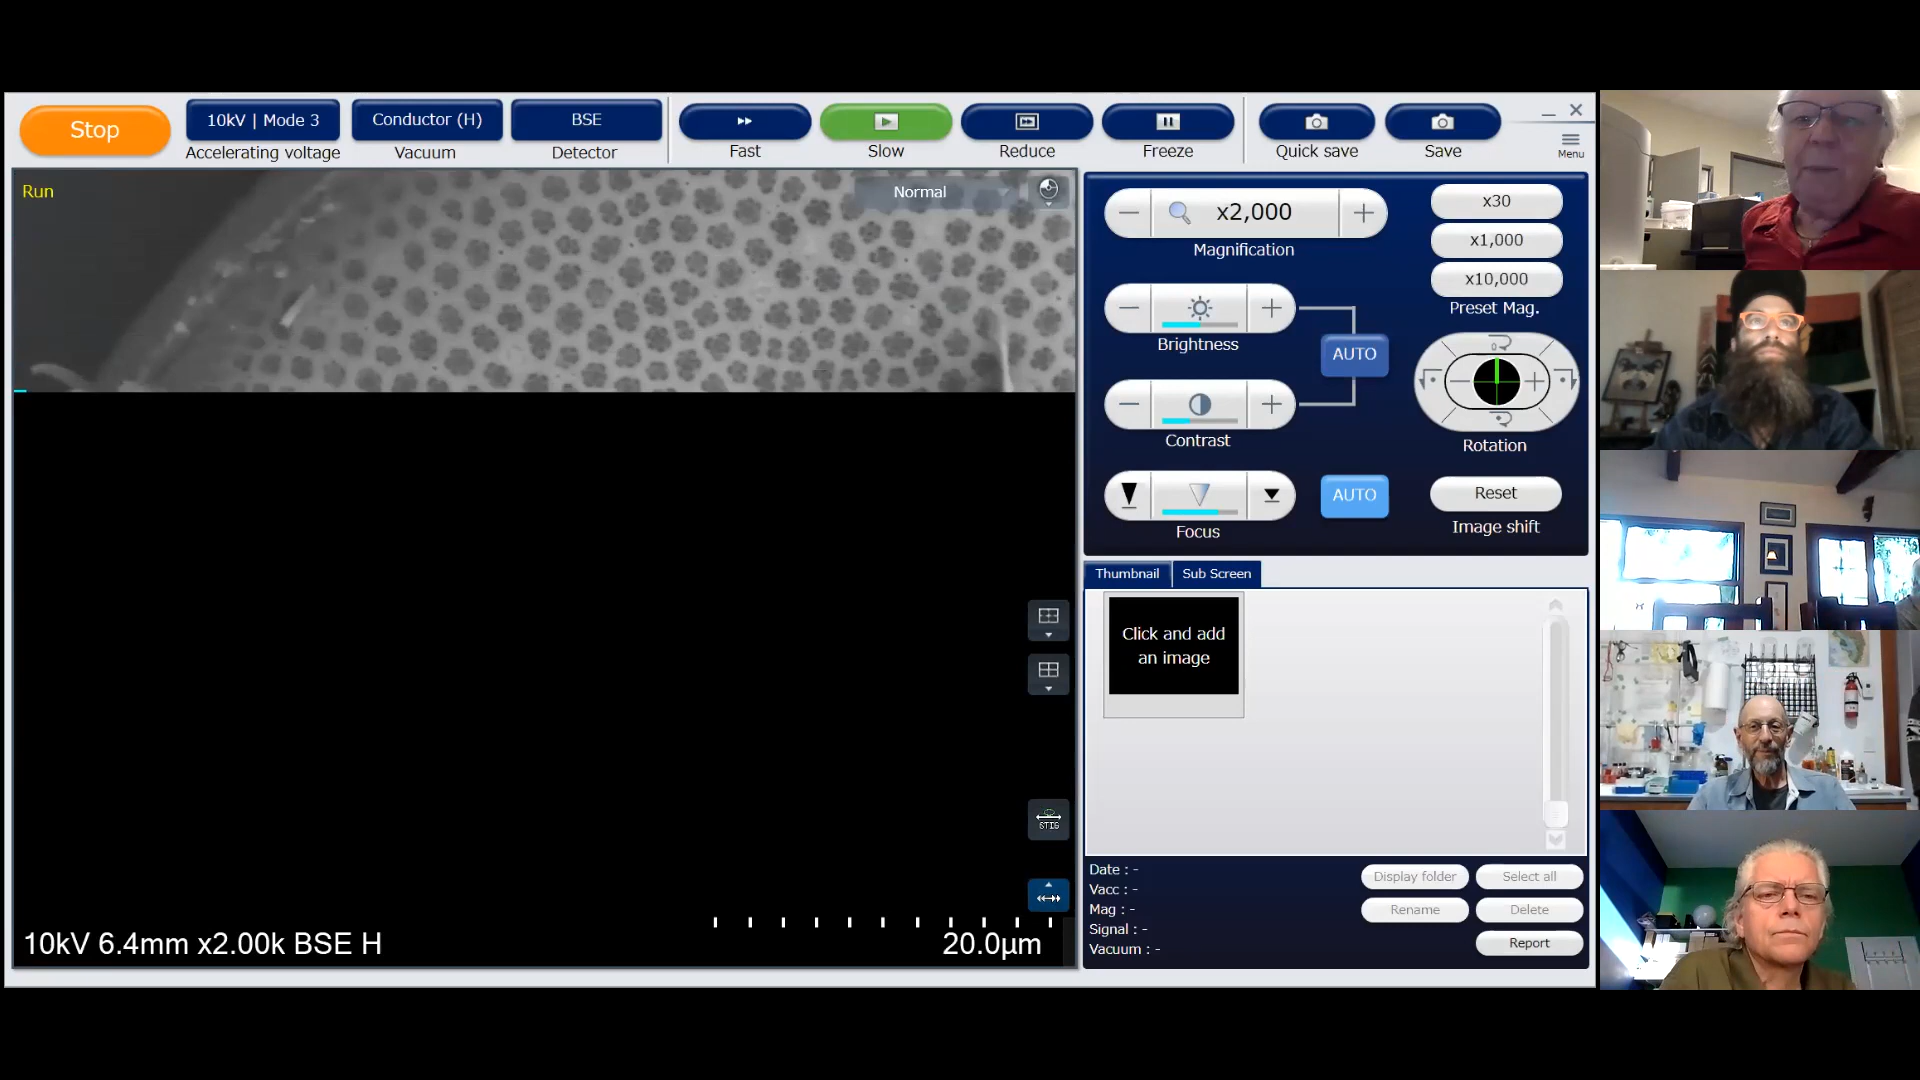 Stop
10kV | Mode 3
Accelerating voltage
Conductor (H)
Vacuum
BSE
Detector
Fast
Slow
Reduce
Freeze
Quick save
Save
Menu
Run
Normal
x2,000
Magnification
x30
x1,000
x10,000
Preset Mag.
Brightness
AUTO
Contrast
Rotation
Focus
AUTO
Reset
Image shift
Thumbnail
Sub Screen
Click and add
an image
STIG
Date : -
Vacc : -
Mag : -
Signal : -
Vacuum : -
Display folder
Select all
Rename
Delete
Report
10kV 6.4mm x2.00k BSE H
20.0µm